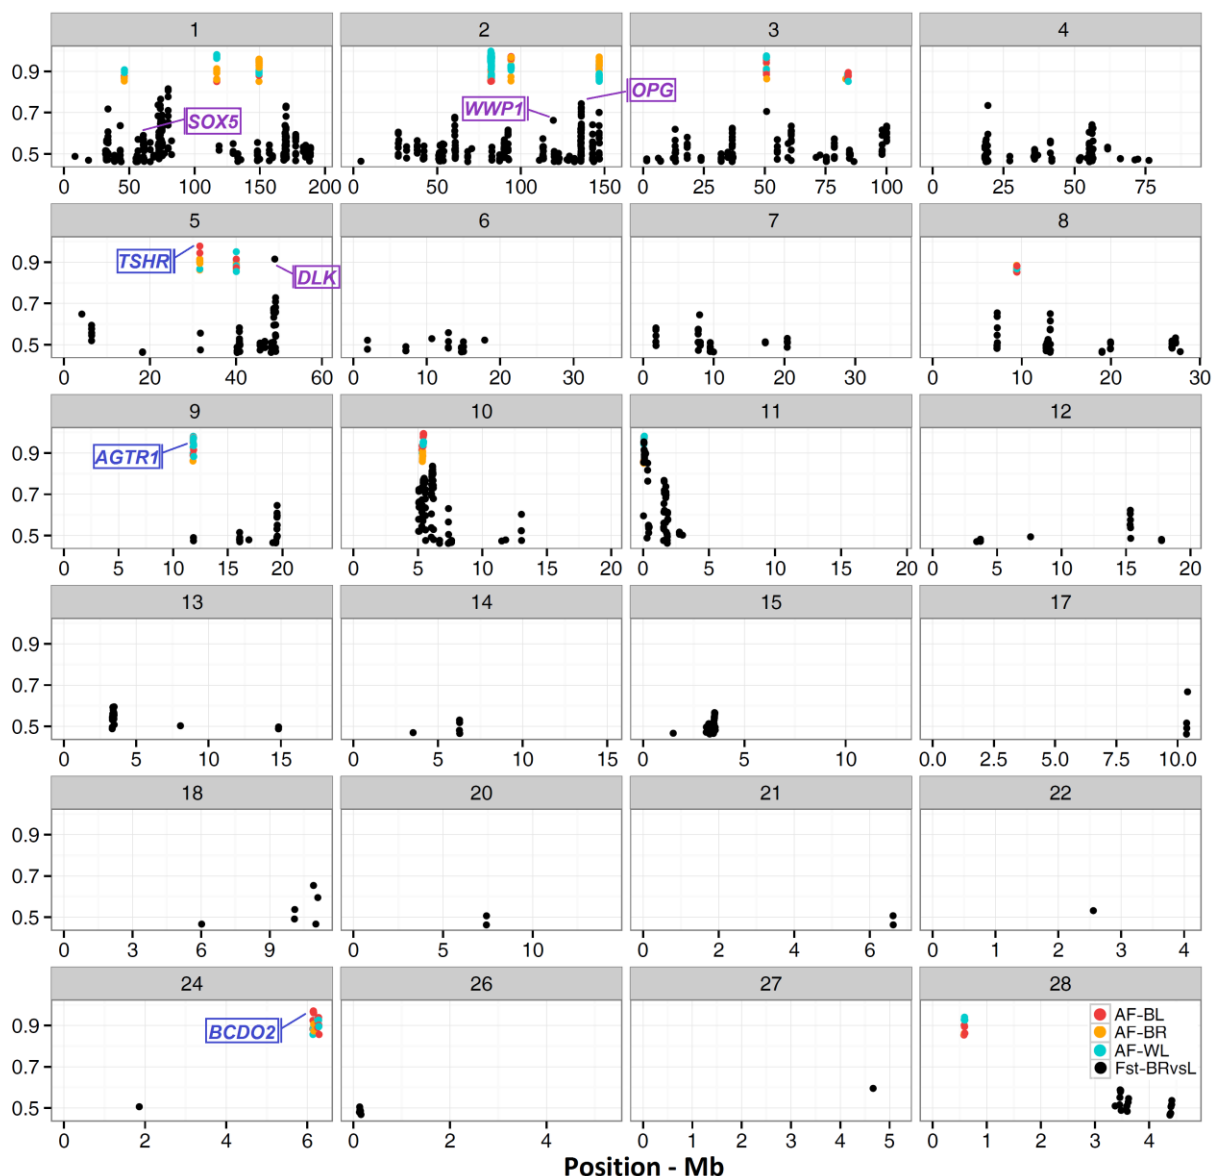 1 2 3 4
0.9
0.7
0.5
SOX5
WWP1
OPG
0 50 100 150 200 0 50 100 150 0 25 50 75 100 0 25 50 75
5 6 7 8
0.9
0.7
0.5
TSHR
DLK
0 20 40 60 0 10 20 30 0 10 20 30 0 10 20 30
9 10 11 12
0.9
0.7
0.5
AGTR1
0 5 10 15 20 0 5 10 15 20 0 5 10 15 20 0 5 10 15 20
13 14 15 17
0.9
0.7
0.5
0 5 10 15 0 5 10 15 0 5 10 0.0 2.5 5.0 7.5 10.0
18 20 21 22
0.9
0.7
0.5
0 3 6 9 0 5 10 0 2 4 6 0 1 2 3 4
24 26 27 28
0.9
0.7
0.5
BCDO2
AF-BL
AF-BR
AF-WL
Fst-BRvsL
0 2 4 6 0 2 4 0 1 2 3 4 5 0 1 2 3 4
Position - Mb